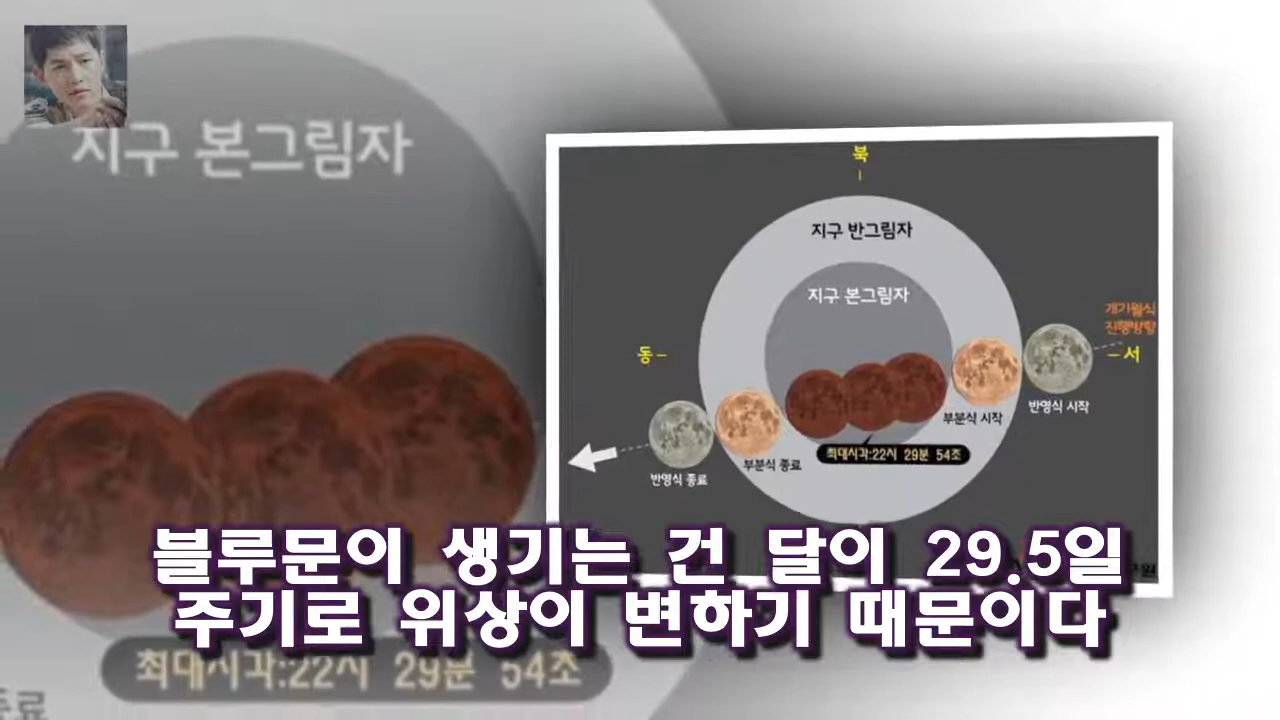 지구 본그림자
북
지구 반그림자
지구 본그림자
개기월식
진행방향
동
서
반영식 시작
부분식 시작
최대시각:22시 29분 54초
부분식 종료
반영식 종료
블루문이 생기는 건 달이 29.5일
주기로 위상이 변하기 때문이다
최대시각:22시 29분 54초
종료